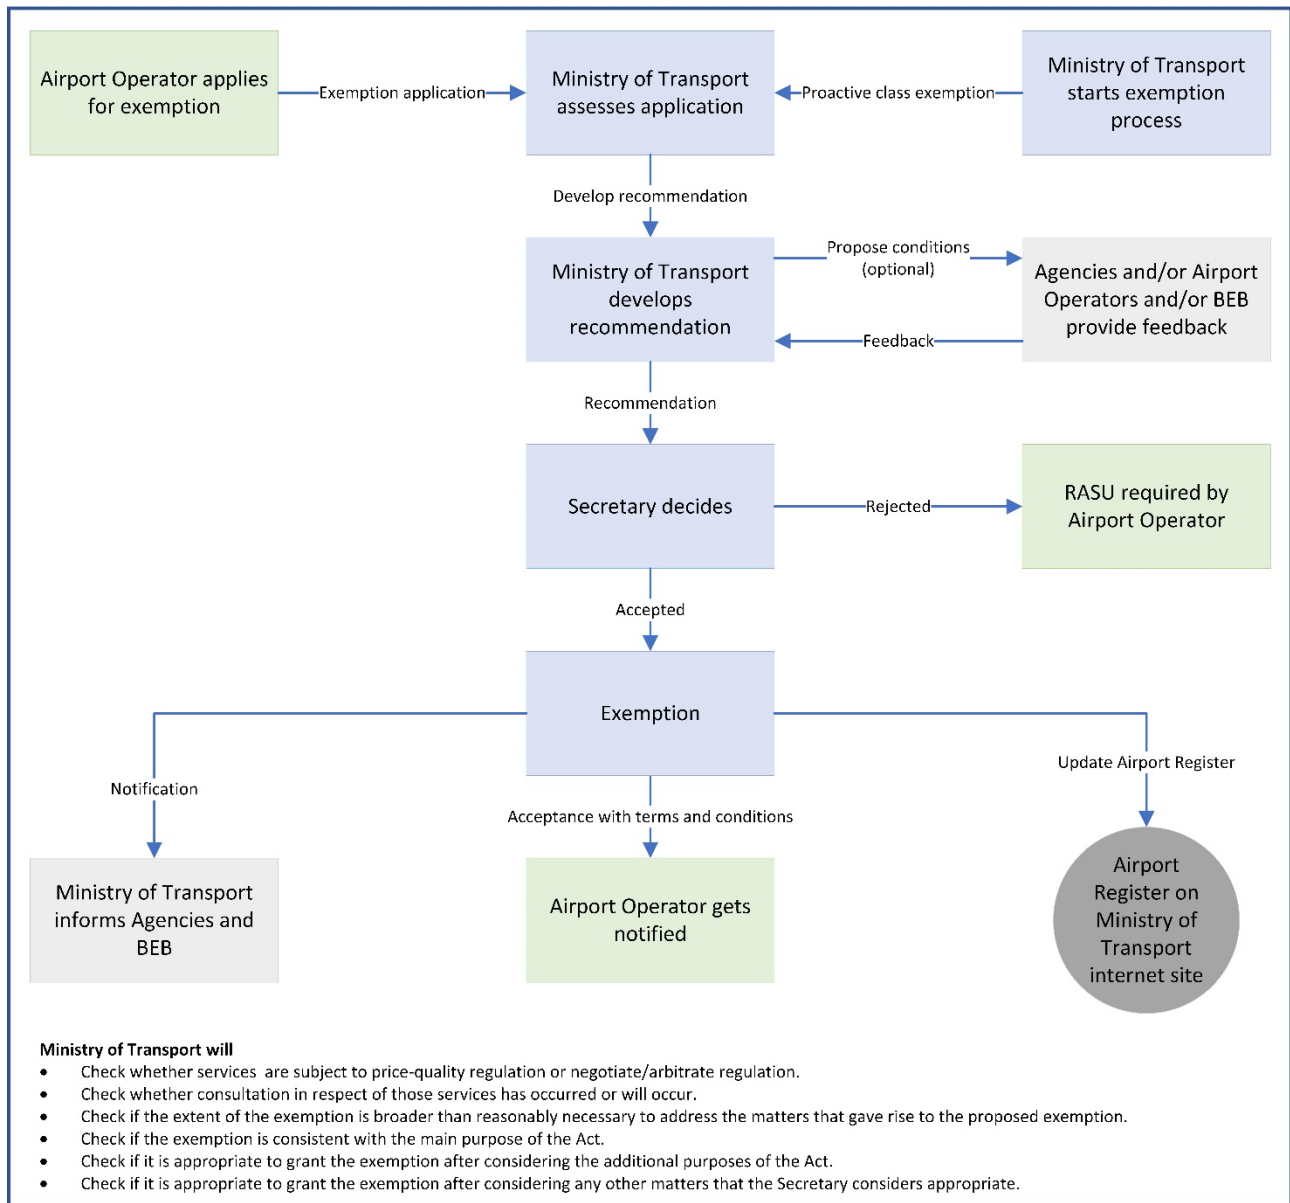 Airport Operator applies
for exemption
Exemption application
Ministry of Transport
assesses application
Proactive class exemption
Ministry of Transport
starts exemption
process
Develop recommendation
Ministry of Transport
develops
recommendation
Propose conditions
(optional)
Agencies and/or Airport
Operators and/or BEB
provide feedback
Feedback
Recommendation
Secretary decides
Rejected
RASU required by
Airport Operator
Accepted
Exemption
Notification
Acceptance with terms and conditions
Update Airport Register
Ministry of Transport
informs Agencies and
BEB
Airport Operator gets
notified
Airport
Register on
Ministry of
Transport
internet site
Ministry of Transport will
• Check whether services are subject to price-quality regulation or negotiate/arbitrate regulation.
• Check whether consultation in respect of those services has occurred or will occur.
• Check if the extent of the exemption is broader than reasonably necessary to address the matters that gave rise to the proposed exemption.
• Check if the exemption is consistent with the main purpose of the Act.
• Check if it is appropriate to grant the exemption after considering the additional purposes of the Act.
• Check if it is appropriate to grant the exemption after considering any other matters that the Secretary considers appropriate.